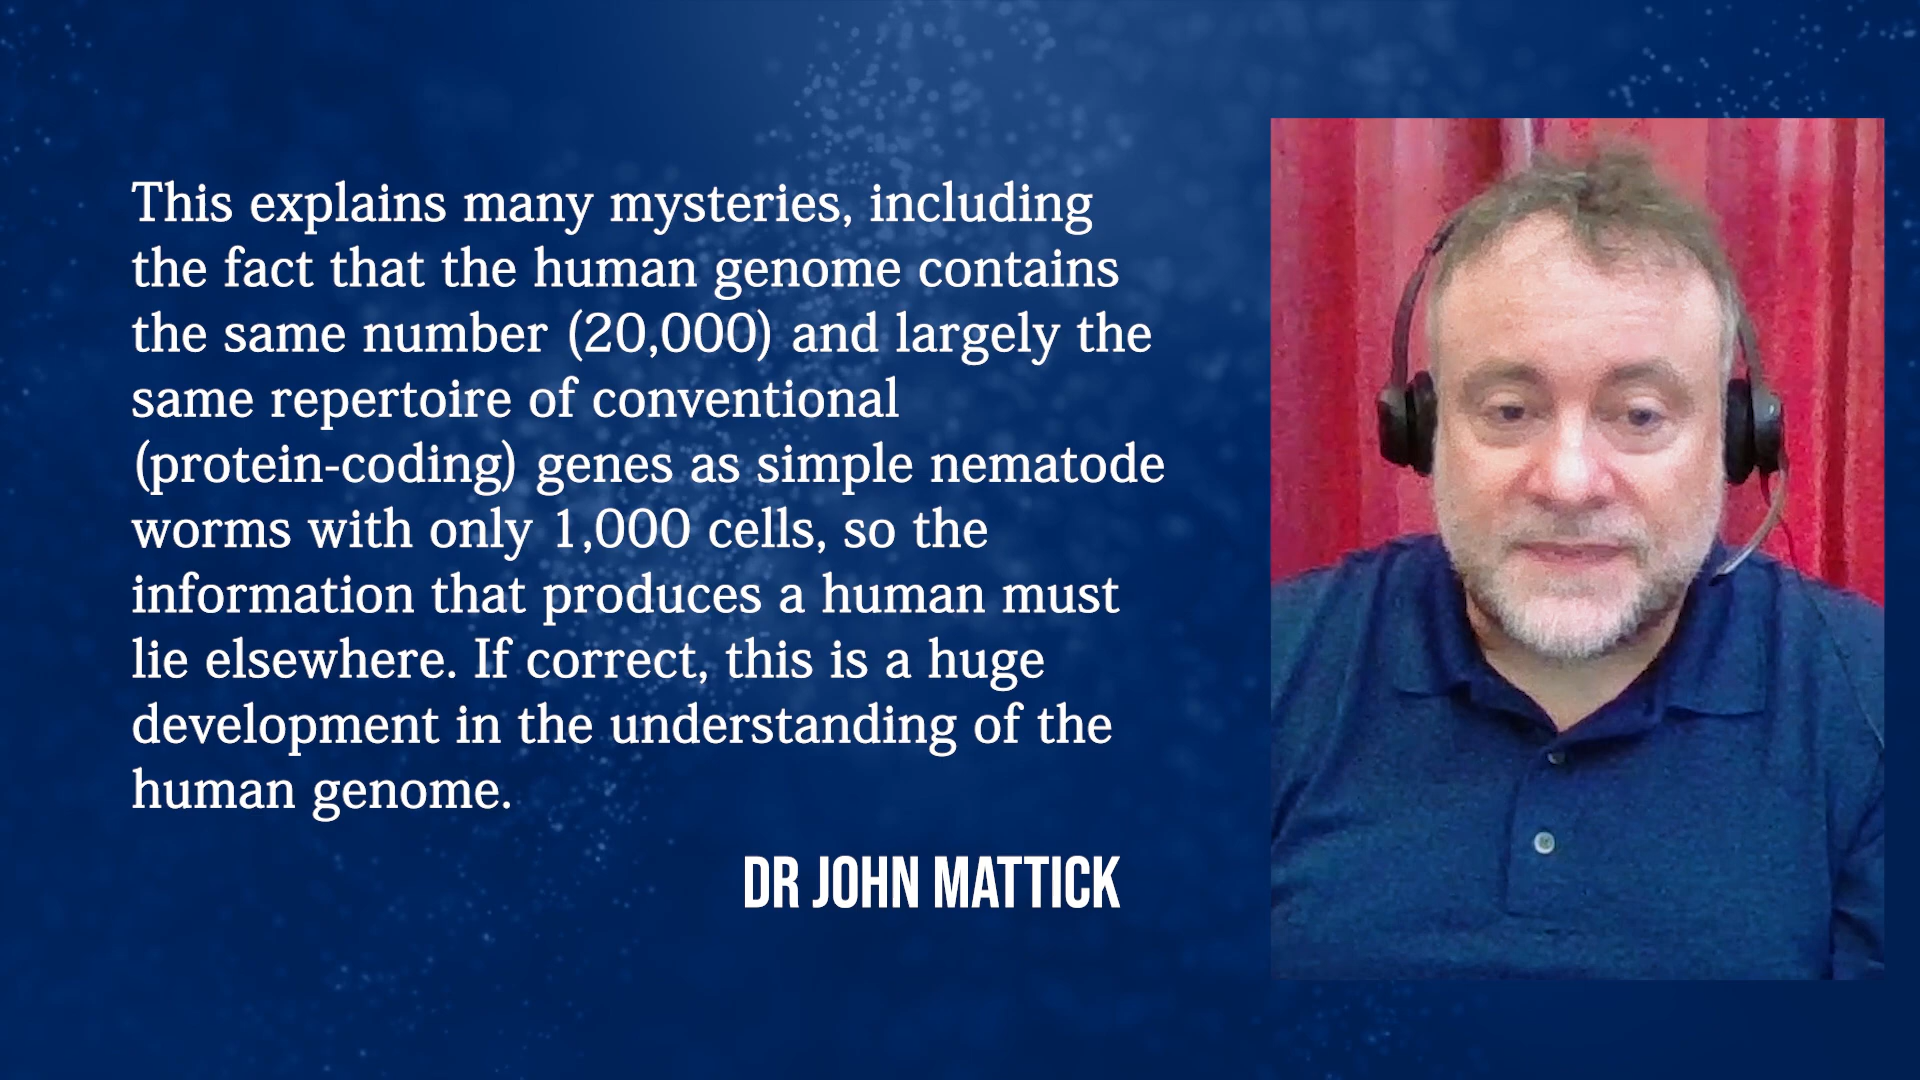 This explains many mysteries, including
the fact that the human genome contains
the same number (20,000) and largely the
same repertoire of conventional
(protein-coding) genes as simple nematode
worms with only 1,000 cells, so the
information that produces a human must
lie elsewhere. If correct, this is a huge
development in the understanding of the
human genome.
DR JOHN MATTICK